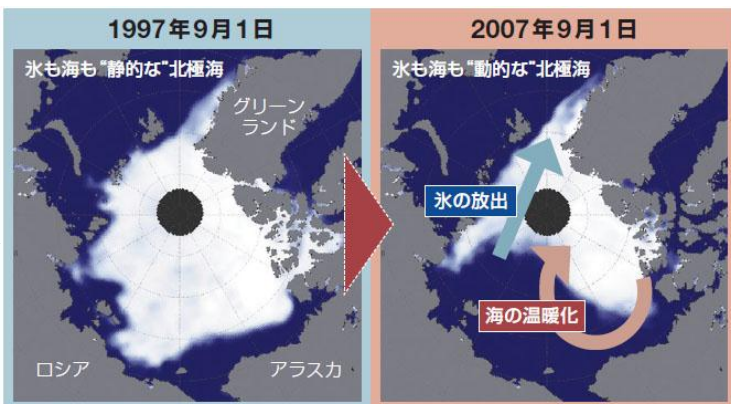 1997年9月1日
氷も海も“静的な”北極海
グリーン
ランド
ロシア
アラスカ
2007年9月1日
氷も海も“動的な”北極海
氷の放出
海の温暖化